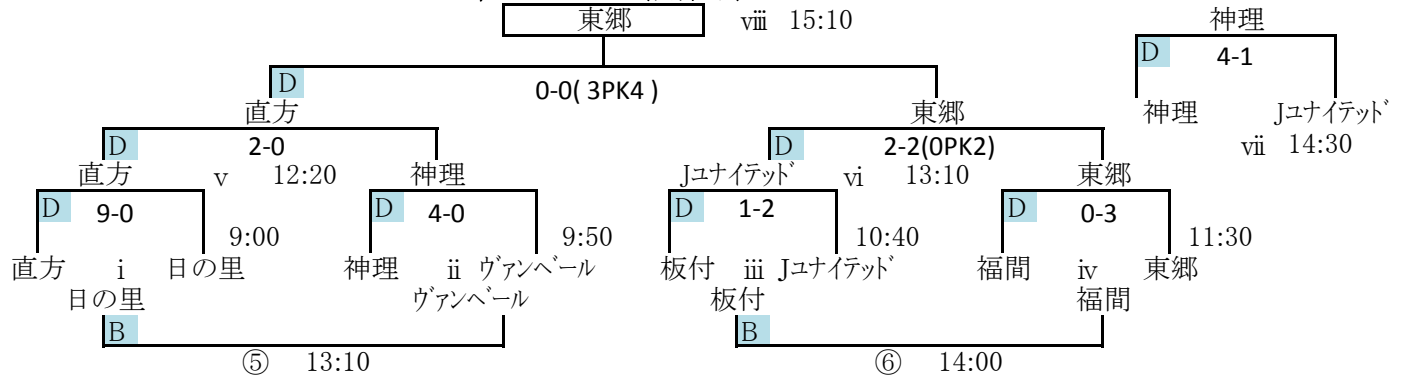 東郷 ⅷ 15:10 神理
D 4-1
D 0-0( 3PK4 )
直方 東郷 神理 Jユナイテッド
D 2-0 D 2-2(0PK2) ⅶ 14:30
直方 ⅴ 12:20 神理 Jユナイテッド ⅵ 13:10 東郷
D 9-0 D 4-0 D 1-2 D 0-3
9:00 9:50 10:40 11:30
直方 ⅰ 日の里 神理 ⅱ ヴァンベール 板付 ⅲ Jユナイテッド 福間 ⅳ 東郷
日の里 ヴァンベール 板付 福間
B B
⑤ 13:10 ⑥ 14:00